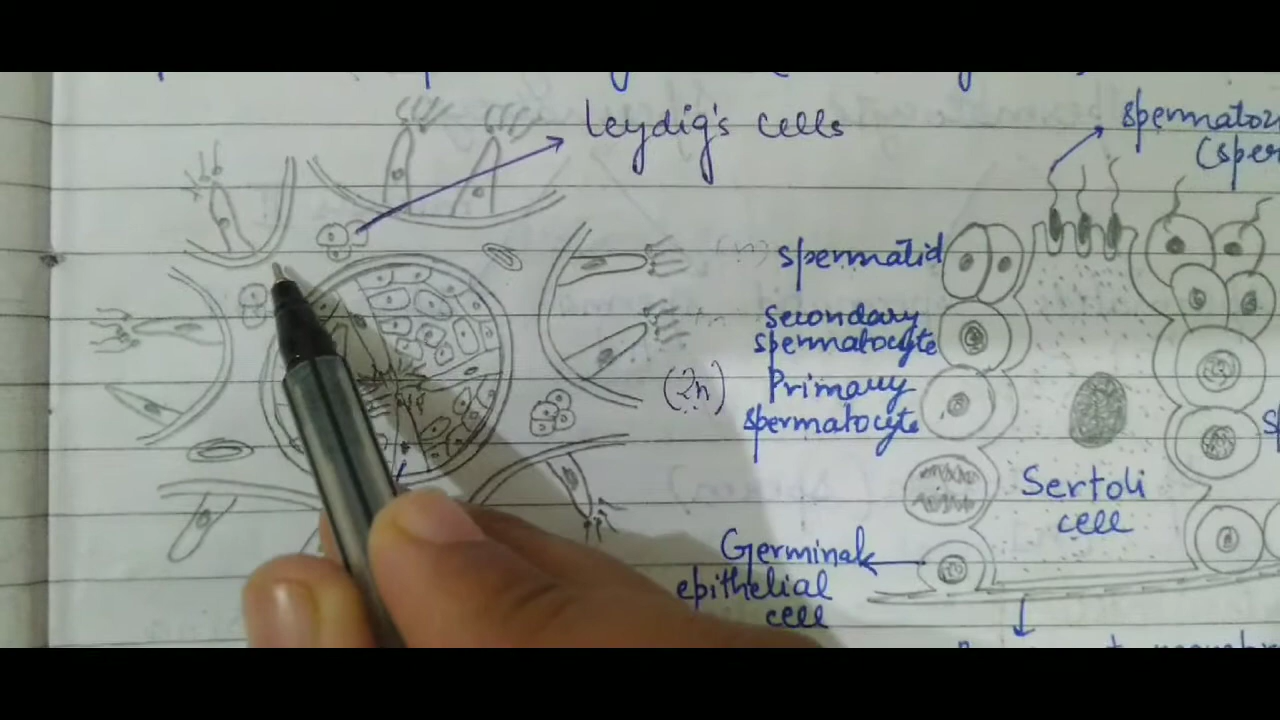 Leydig's cells
spermatid
Secondary
spermatocyte
(2n)
Primary
spermatocyte
Sertoli
cell
Germinal
epithelial
cell